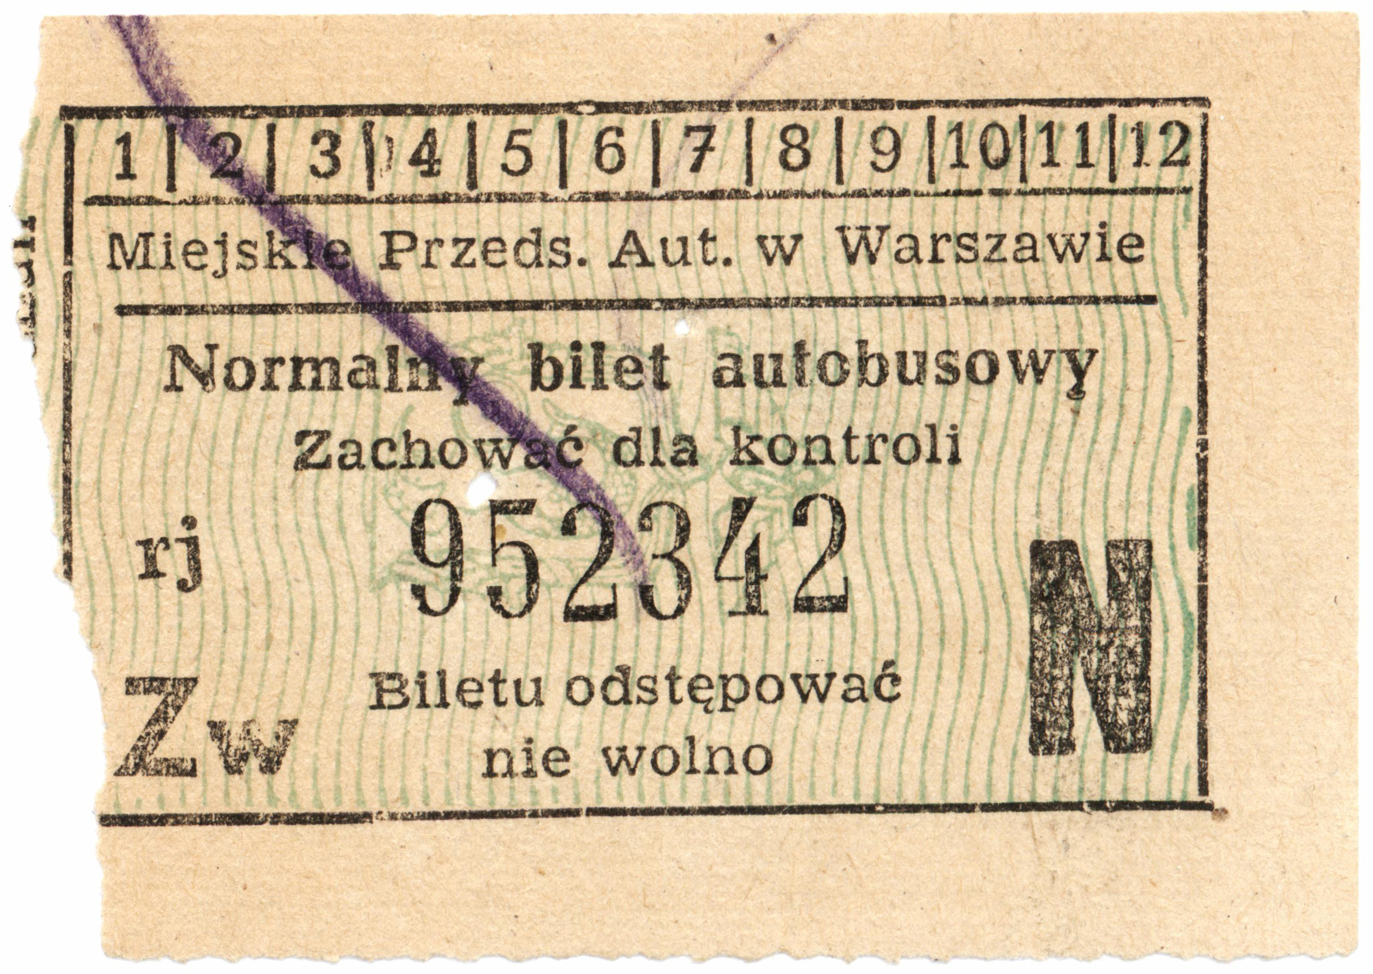 1 | 2 | 3 | 4 | 5 | 6 | 7 | 8 | 9 | 10 | 11 | 12
Miejskie Przeds. Aut. w Warszawie
Normalny bilet autobusowy
Zachować dla kontroli
rj 952342
N
Zw
Biletu odstępować
nie wolno